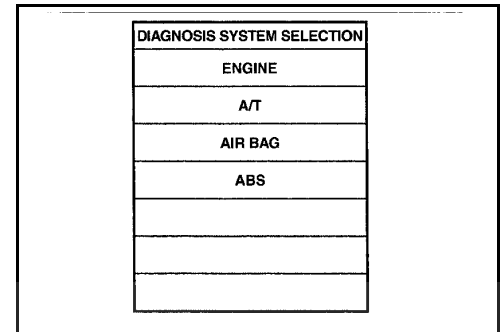 DIAGNOSIS SYSTEM SELECTION
ENGINE
A/T
AIR BAG
ABS